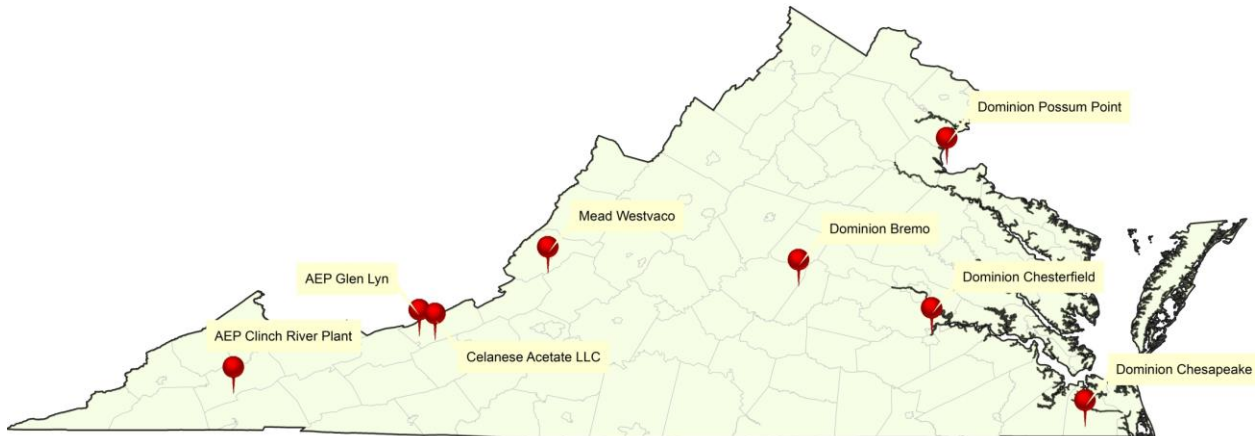 Dominion Possum Point
Mead Westvaco
Dominion Bremo
AEP Glen Lyn
Dominion Chesterfield
AEP Clinch River Plant
Celanese Acetate LLC
Dominion Chesapeake